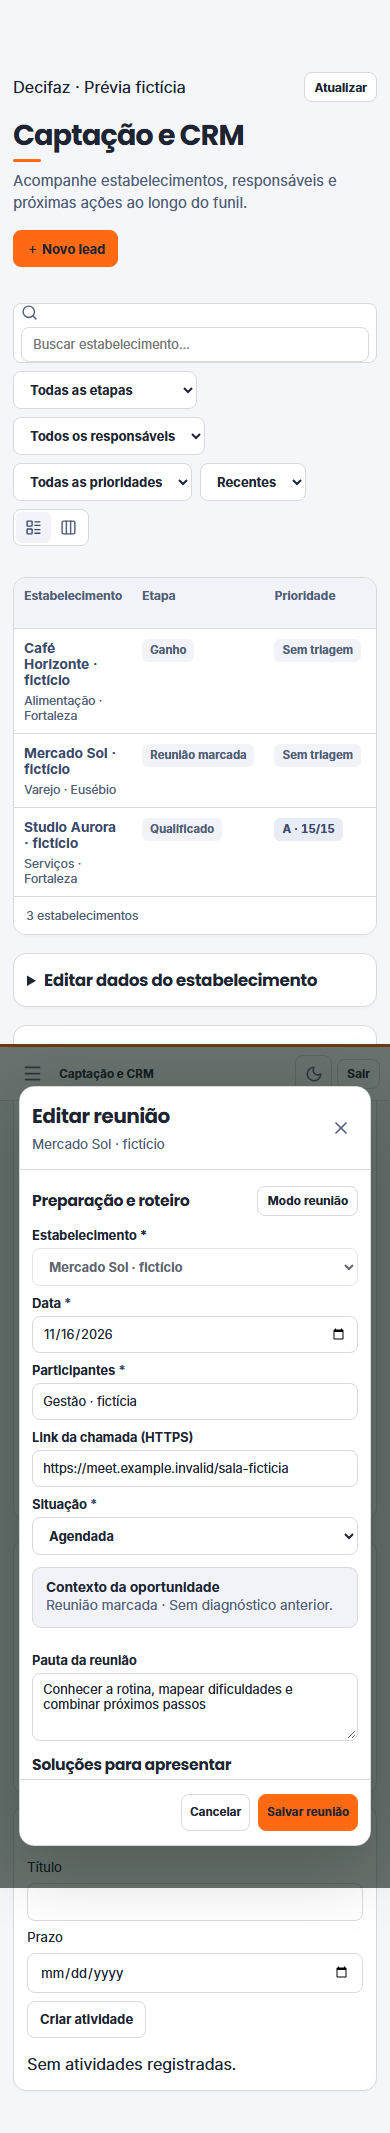 Decifaz · Prévia fictícia
Atualizar
Captação e CRM
Acompanhe estabelecimentos, responsáveis e
próximas ações ao longo do funil.
+ Novo lead
Buscar estabelecimento...
Todas as etapas
Todos os responsáveis
Todas as prioridades
Recentes
Estabelecimento Etapa Prioridade
Café
Horizonte ·
fictício
Alimentação ·
Fortaleza
Ganho
Sem triagem
Mercado Sol ·
fictício
Varejo · Eusébio
Reunião marcada
Sem triagem
Studio Aurora
· fictício
Serviços ·
Fortaleza
Qualificado
A · 15/15
3 estabelecimentos
Editar dados do estabelecimento
Captação e CRM
Sair
Editar reunião
Mercado Sol · fictício
Preparação e roteiro
Modo reunião
Estabelecimento *
Mercado Sol · fictício
Data *
11/16/2026
Participantes *
Gestão · fictícia
Link da chamada (HTTPS)
https://meet.example.invalid/sala-ficticia
Situação *
Agendada
Contexto da oportunidade
Reunião marcada · Sem diagnóstico anterior.
Pauta da reunião
Conhecer a rotina, mapear dificuldades e
combinar próximos passos
Soluções para apresentar
Cancelar
Salvar reunião
Título
Prazo
mm/dd/yyyy
Criar atividade
Sem atividades registradas.